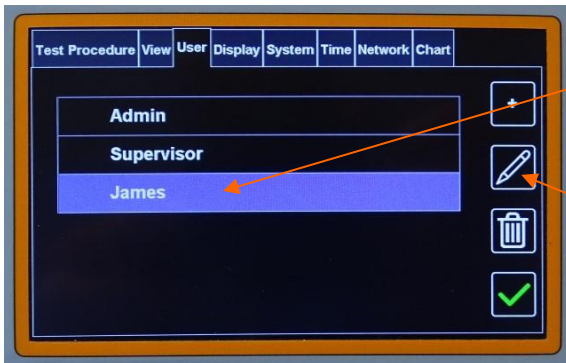 Test Procedure View User Display System Time Network Chart
Admin
+
Supervisor
James